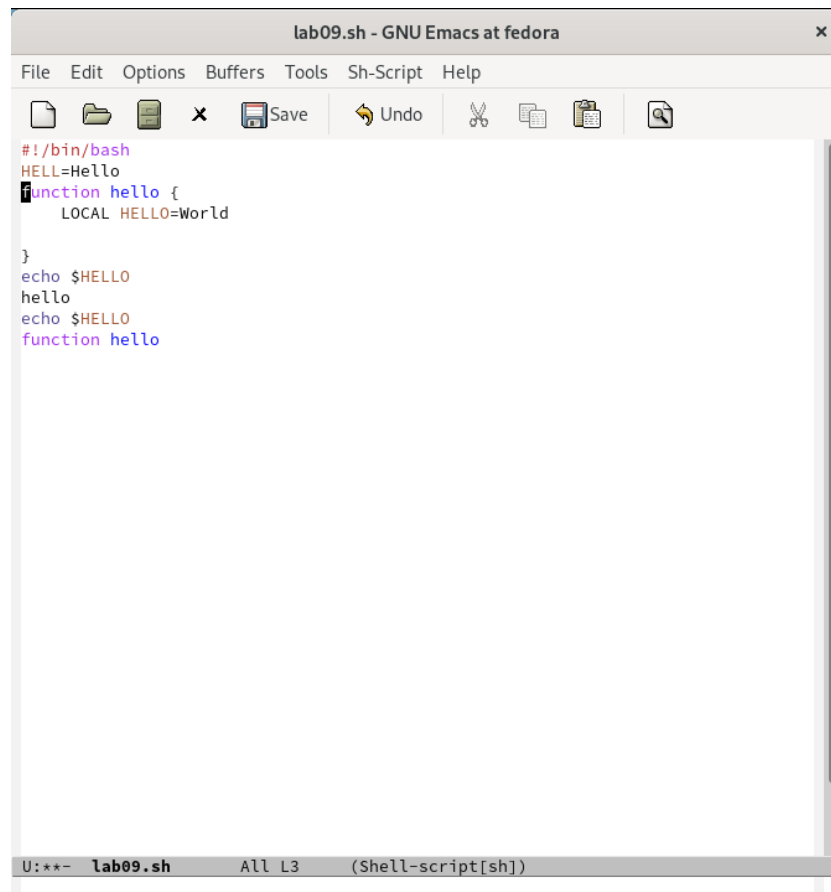 lab09.sh - GNU Emacs at fedora ×
File Edit Options Buffers Tools Sh-Script Help
Save Undo
#!/bin/bash
HELL=Hello
function hello {
    LOCAL HELLO=World
}
echo $HELLO
hello
echo $HELLO
function hello
U:**- lab09.sh All L3 (Shell-script[sh])